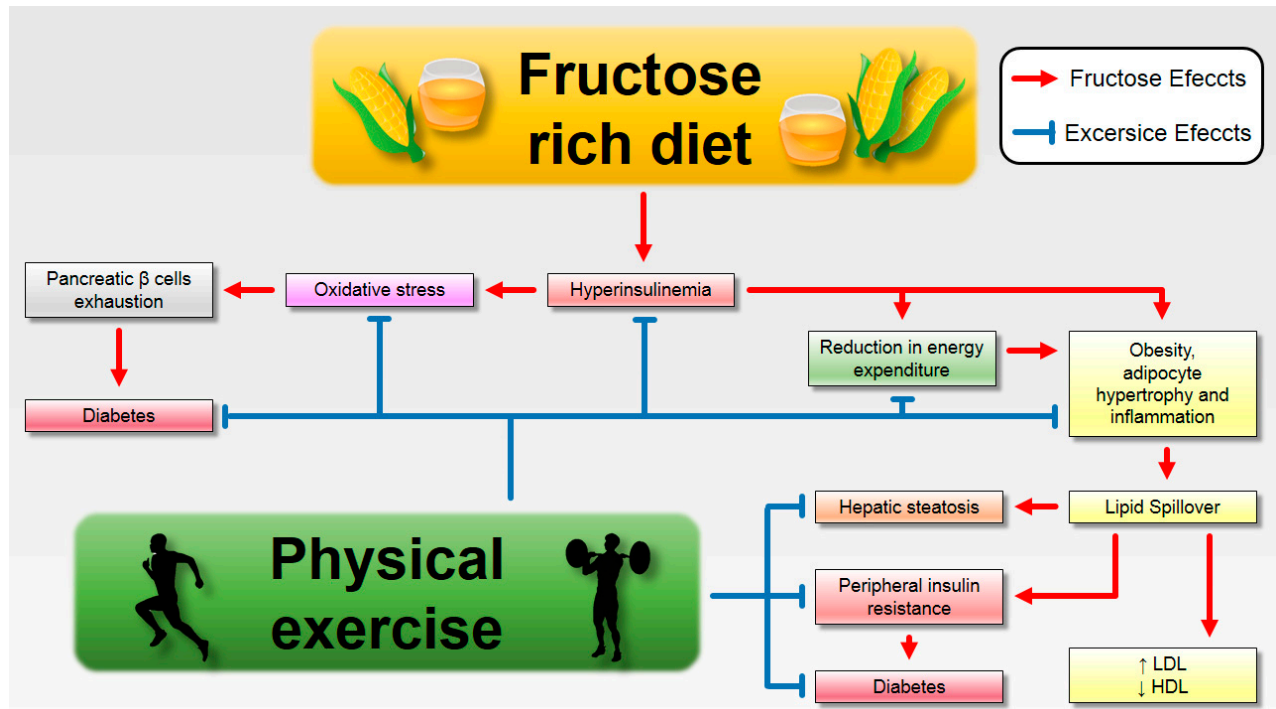 Fructose
rich diet
Fructose Efeccts
Excersice Efeccts
Pancreatic β cells
exhaustion
Oxidative stress
Hyperinsulinemia
Reduction in energy
expenditure
Obesity,
adipocyte
hypertrophy and
inflammation
Diabetes
Physical
exercise
Hepatic steatosis
Lipid Spillover
Peripheral insulin
resistance
Diabetes
↑ LDL
↓ HDL